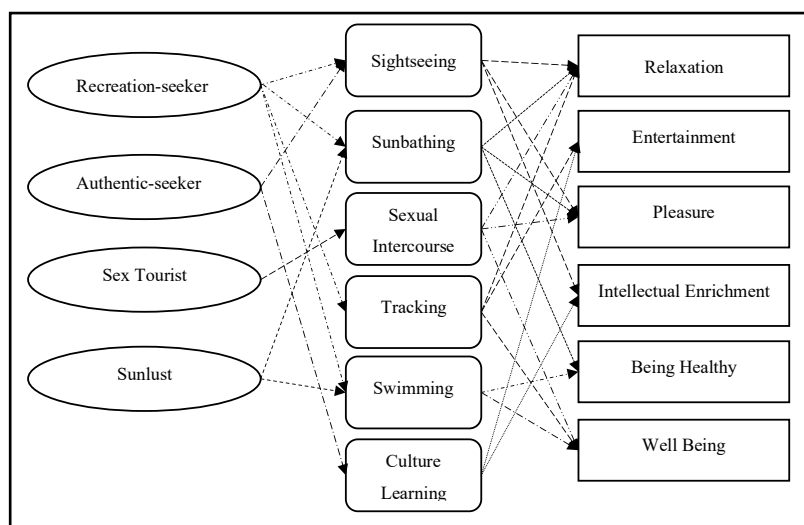 Recreation-seeker
Authentic-seeker
Sex Tourist
Sunlust
Sightseeing
Sunbathing
Sexual
Intercourse
Tracking
Swimming
Culture
Learning
Relaxation
Entertainment
Pleasure
Intellectual Enrichment
Being Healthy
Well Being